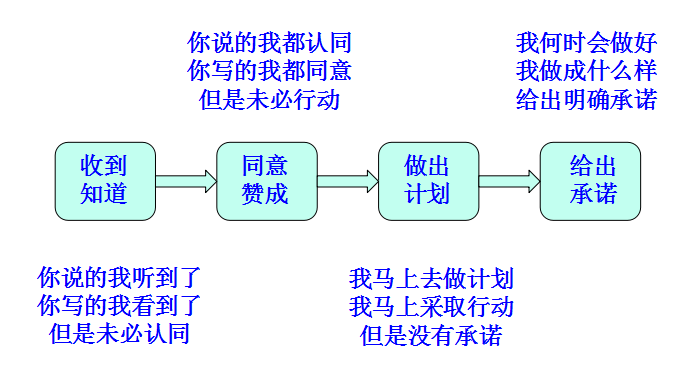 你说的我都认同
你写的我都同意
但是未必行动
我何时会做好
我做成什么样
给出明确承诺
收到
知道
同意
赞成
做出
计划
给出
承诺
你说的我听到了
你写的我看到了
但是未必认同
我马上去做计划
我马上采取行动
但是没有承诺